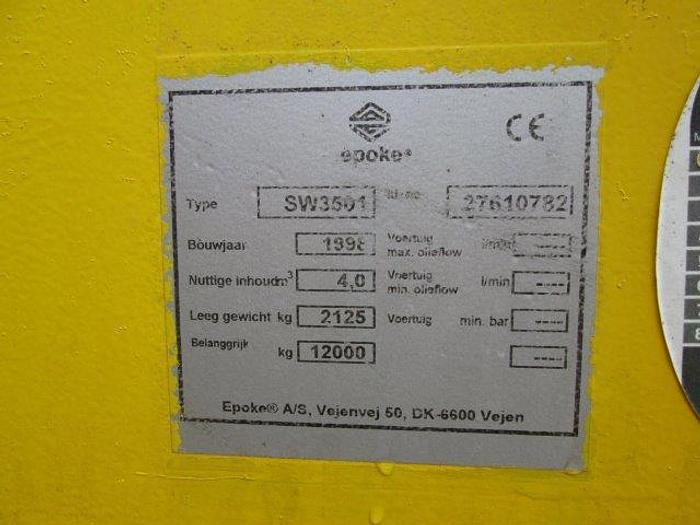 CE
epoke®
Type SW3501 27610782
Bouwjaar 1998 Voertuig max. olieflow l/min ----
Nuttige inhoud m³ 4,0 Voertuig min. olieflow l/min ----
Leeg gewicht kg 2125 Voertuig min. bar ----
Belanggrijk kg 12000 ----
Epoke® A/S, Vejenvej 50, DK-6600 Vejen